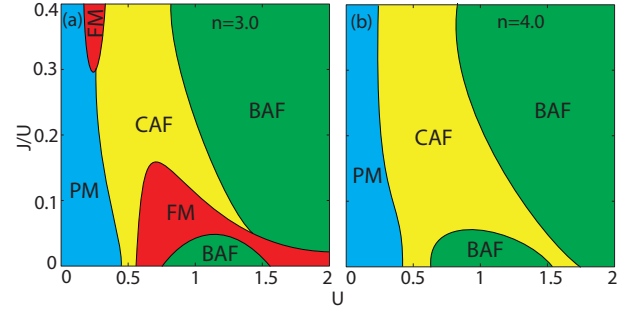 (a)
n=3.0
(b)
n=4.0
0.4
0.3
0.2
0.1
0
J/U
FM
CAF
BAF
PM
FM
BAF
CAF
BAF
PM
BAF
0 0.5 1 1.5 2
0 0.5 1 1.5 2
U